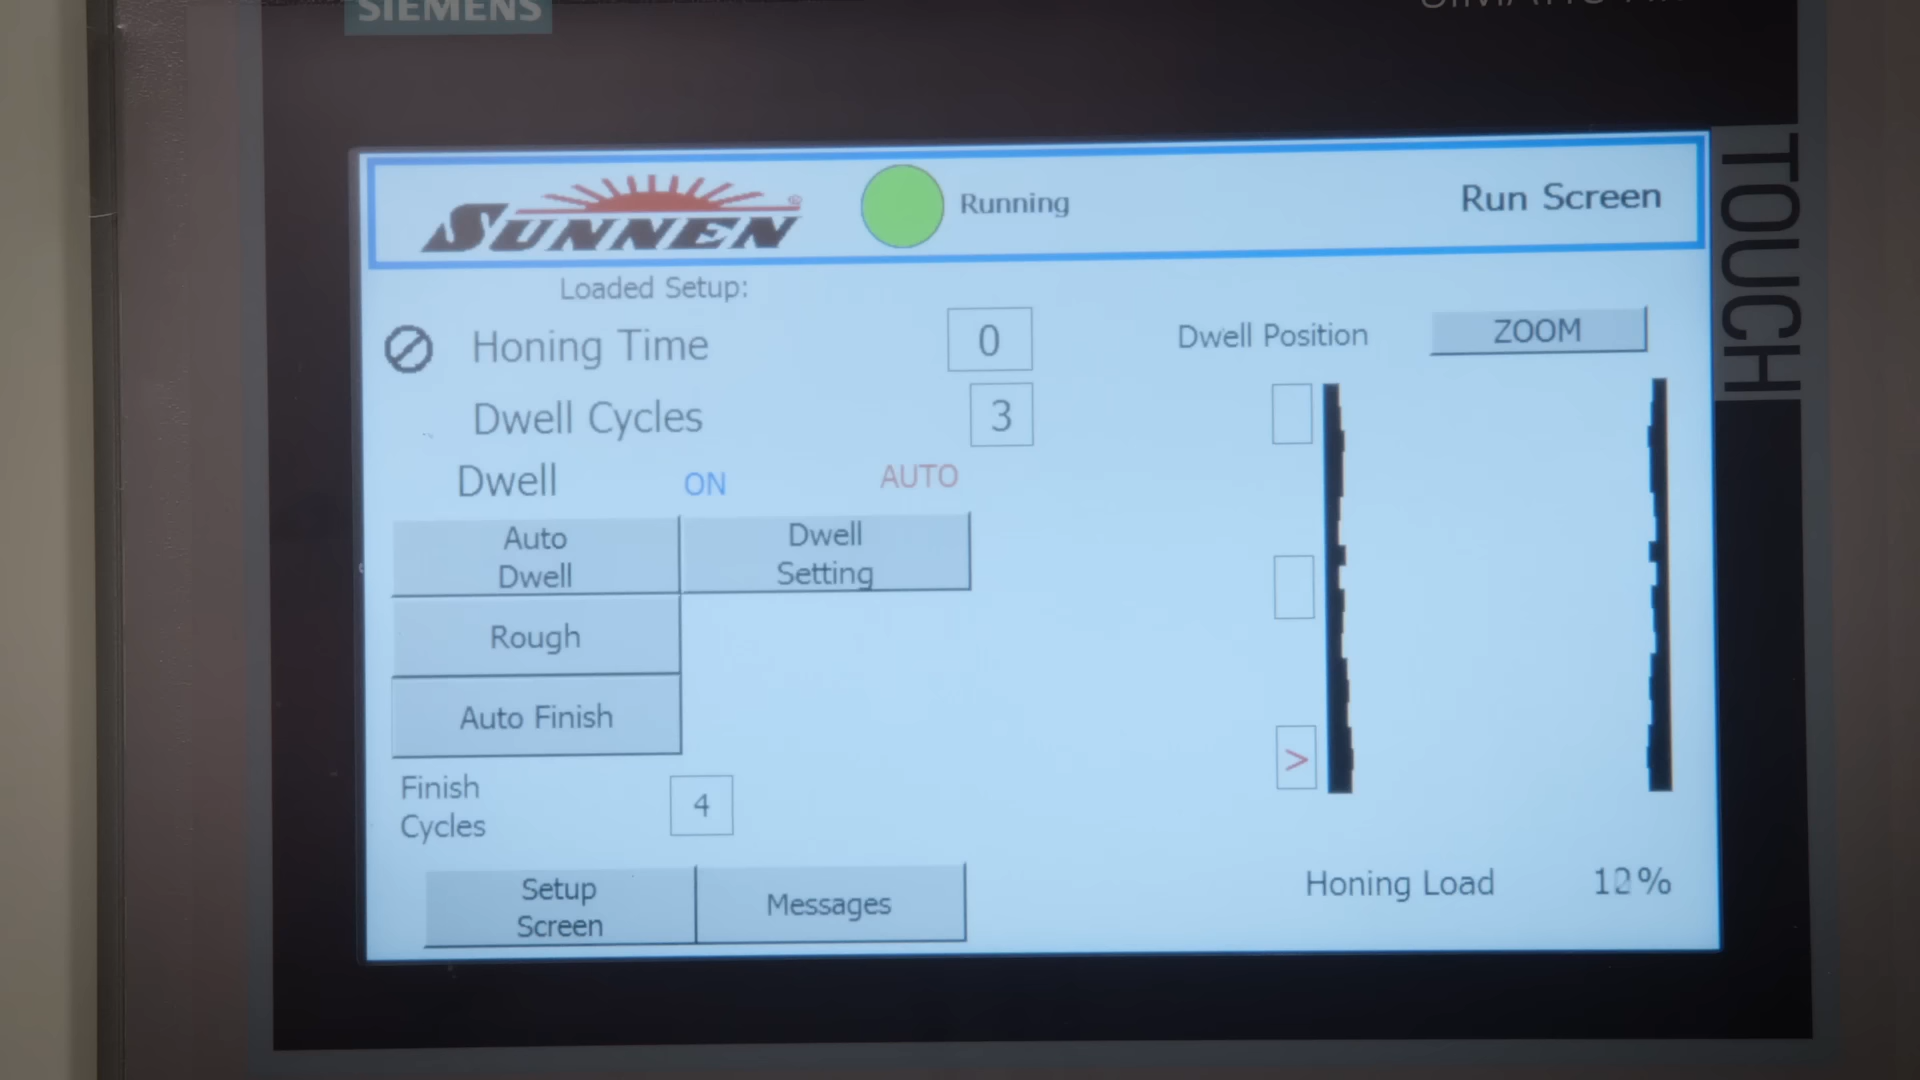 SIEMENS
TOUCH
SUNNEN
Running
Run Screen
Loaded Setup:
Honing Time
0
Dwell Position
ZOOM
Dwell Cycles
3
Dwell
ON
AUTO
Auto
Dwell
Dwell
Setting
Rough
Auto Finish
>
Finish
Cycles
4
Setup
Screen
Messages
Honing Load